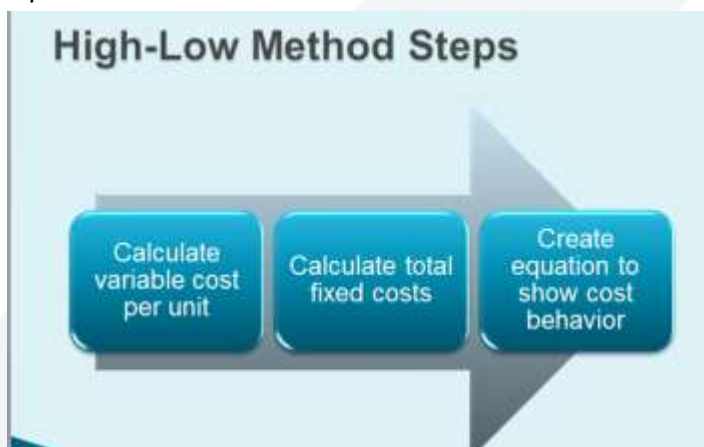 High-Low Method Steps
Calculate
variable cost
per unit
Calculate total
fixed costs
Create
equation to
show cost
behavior